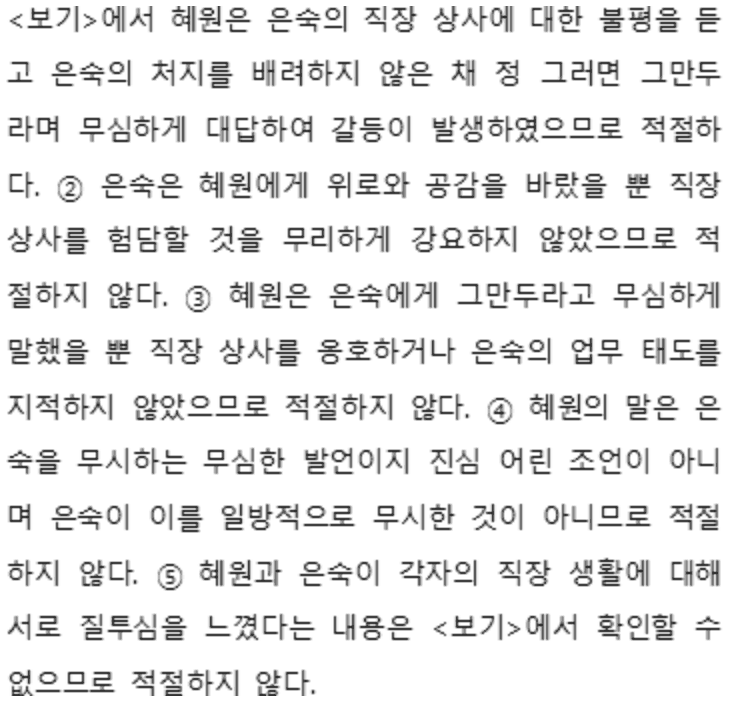 <보기>에서 혜원은 은숙의 직장 상사에 대한 불평을 듣
고 은숙의 처지를 배려하지 않은 채 정 그러면 그만두
라며 무심하게 대답하여 갈등이 발생하였으므로 적절하
다. ② 은숙은 혜원에게 위로와 공감을 바랐을 뿐 직장
상사를 험담할 것을 무리하게 강요하지 않았으므로 적
절하지 않다. ③ 혜원은 은숙에게 그만두라고 무심하게
말했을 뿐 직장 상사를 옹호하거나 은숙의 업무 태도를
지적하지 않았으므로 적절하지 않다. ④ 혜원의 말은 은
숙을 무시하는 무심한 발언이지 진심 어린 조언이 아니
며 은숙이 이를 일방적으로 무시한 것이 아니므로 적절
하지 않다. ⑤ 혜원과 은숙이 각자의 직장 생활에 대해
서로 질투심을 느꼈다는 내용은 <보기>에서 확인할 수
없으므로 적절하지 않다.